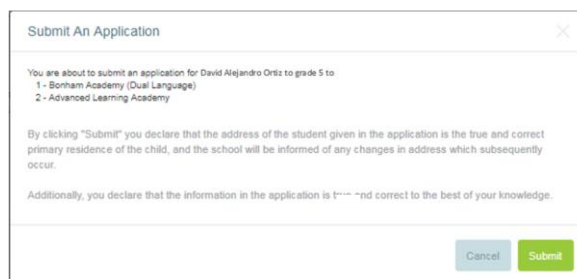 Submit An Application
You are about to submit an application for David Alejandro Ortiz to grade 5 to
1 - Bonham Academy (Dual Language)
2 - Advanced Learning Academy
By clicking "Submit" you declare that the address of the student given in the application is the true and correct
primary residence of the child, and the school will be informed of any changes in address which subsequently
occur.
Additionally, you declare that the information in the application is and correct to the best of your knowledge.
Cancel Submit